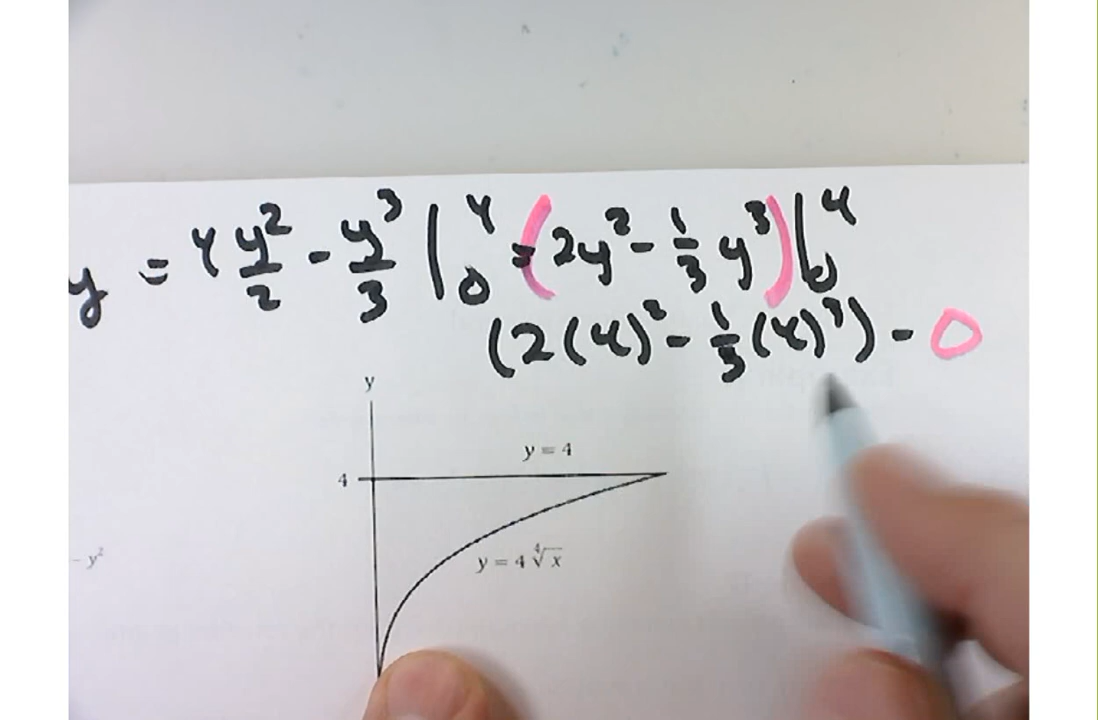 y = 4 y²/2 - y³/3 |₀⁴ = (2y² - 1/3 y³)|₀⁴
(2(4)² - 1/3(4)³) - 0
y
y = 4
4
y = 4 ∜x
- y²